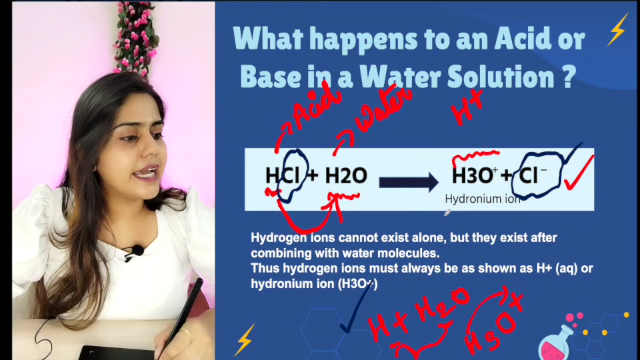 What happens to an Acid or
Base in a Water Solution ?
Acid
Water
H+
HCl + H2O → H3O+ + Cl-
Hydronium ion
Hydrogen ions cannot exist alone, but they exist after
combining with water molecules.
Thus hydrogen ions must always be as shown as H+ (aq) or
hydronium ion (H3O+)
H+ H2O
H3O+